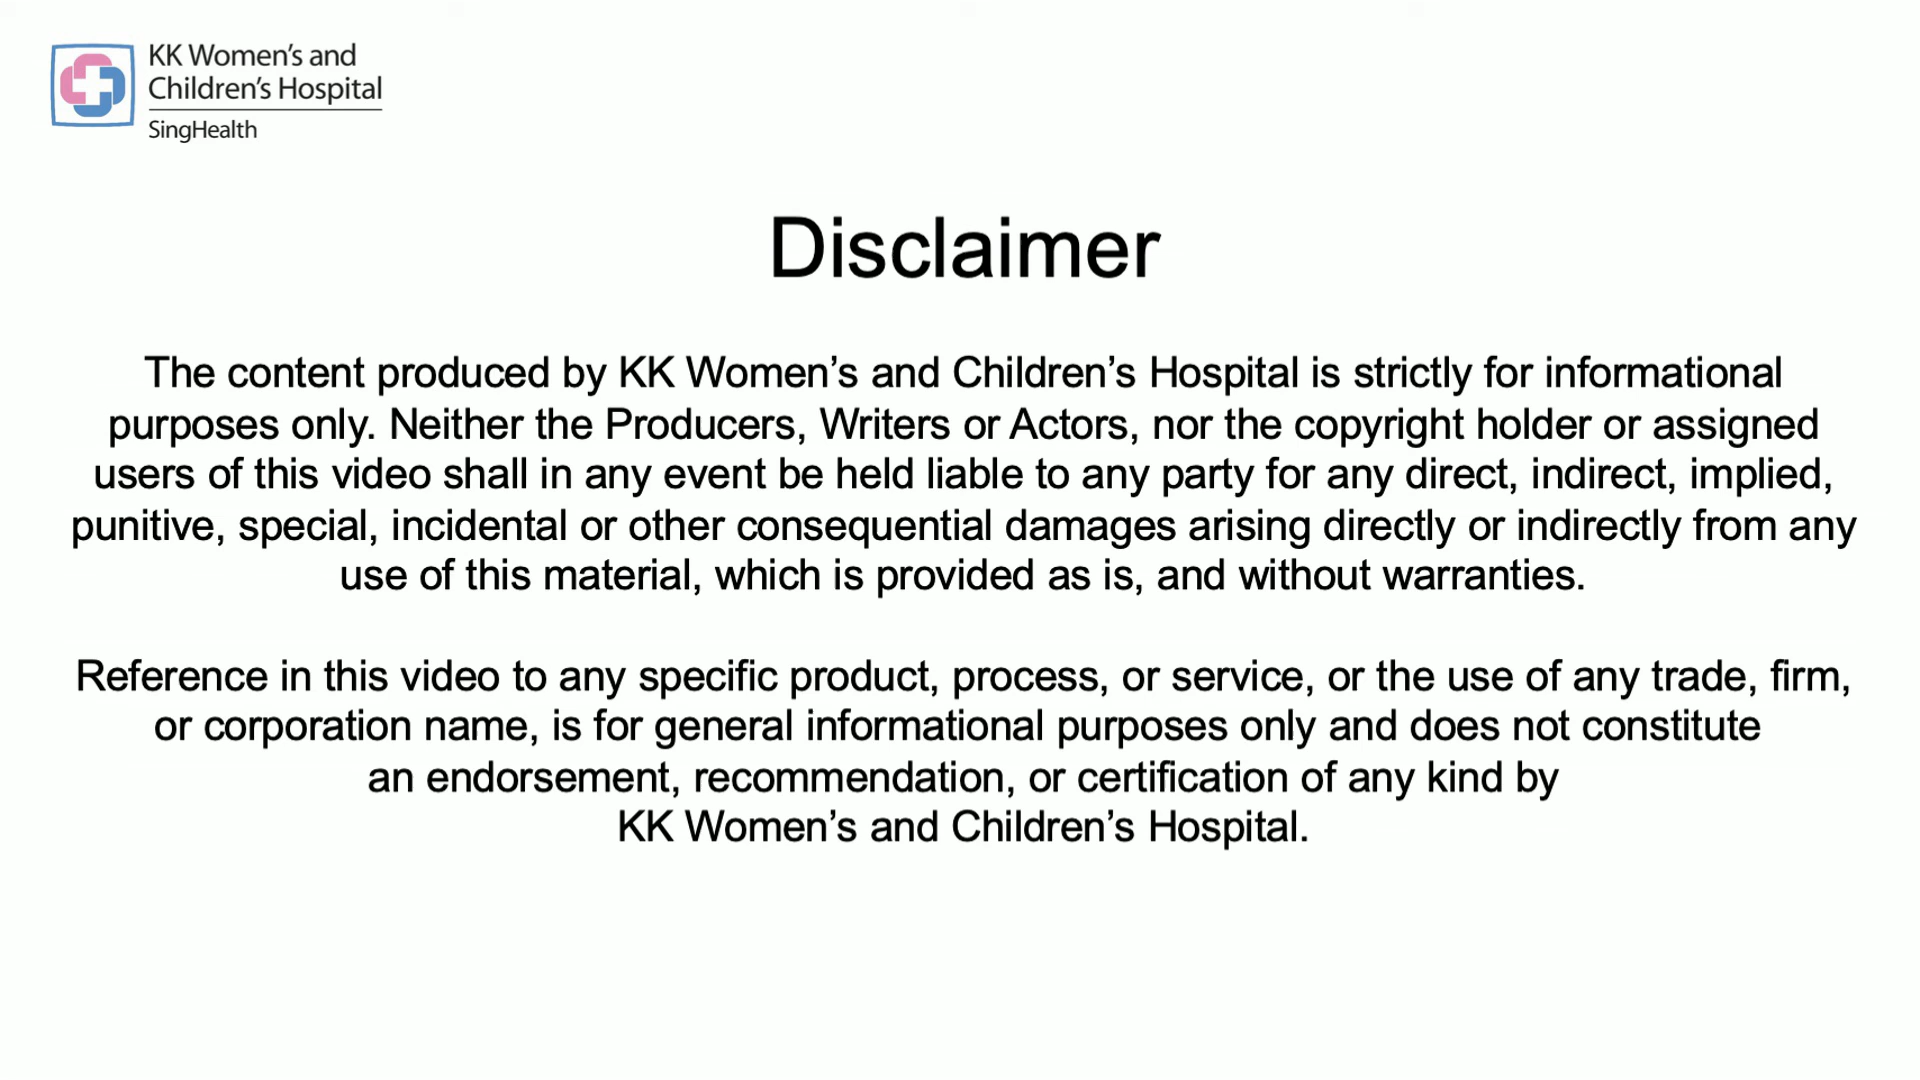 KK Women’s and
Children’s Hospital
SingHealth
Disclaimer
The content produced by KK Women’s and Children’s Hospital is strictly for informational
purposes only. Neither the Producers, Writers or Actors, nor the copyright holder or assigned
users of this video shall in any event be held liable to any party for any direct, indirect, implied,
punitive, special, incidental or other consequential damages arising directly or indirectly from any
use of this material, which is provided as is, and without warranties.
Reference in this video to any specific product, process, or service, or the use of any trade, firm,
or corporation name, is for general informational purposes only and does not constitute
an endorsement, recommendation, or certification of any kind by
KK Women’s and Children’s Hospital.